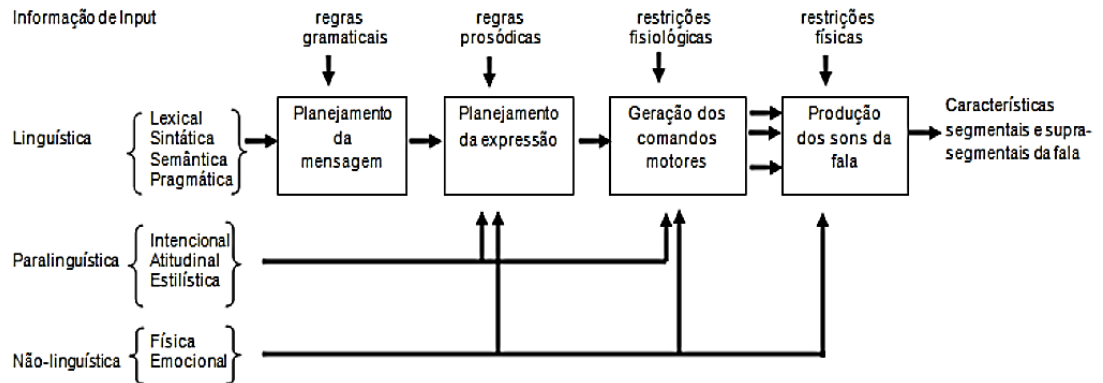 Informação de Input
regras
gramaticais
regras
prosódicas
restrições
fisiológicas
restrições
físicas
Linguística
Lexical
Sintática
Semântica
Pragmática
Planejamento
da
mensagem
Planejamento
da expressão
Geração dos
comandos
motores
Produção
dos sons da
fala
Características
segmentais e supra-
segmentais da fala
Paralinguística
Intencional
Atitudinal
Estilística
Não-linguística
Física
Emocional